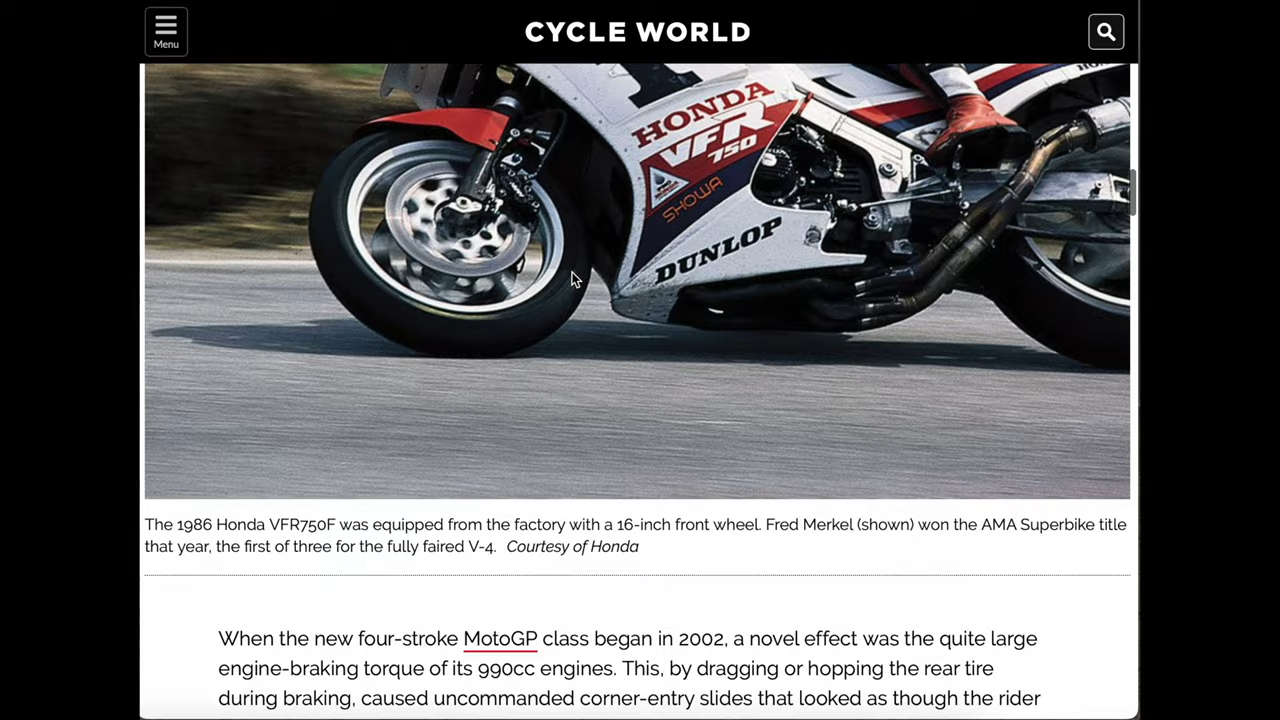 Menu
CYCLE WORLD
HONDA
VFR
750
SHOWA
DUNLOP
The 1986 Honda VFR750F was equipped from the factory with a 16-inch front wheel. Fred Merkel (shown) won the AMA Superbike title
that year, the first of three for the fully faired V-4. Courtesy of Honda
When the new four-stroke MotoGP class began in 2002, a novel effect was the quite large
engine-braking torque of its 990cc engines. This, by dragging or hopping the rear tire
during braking, caused uncommanded corner-entry slides that looked as though the rider